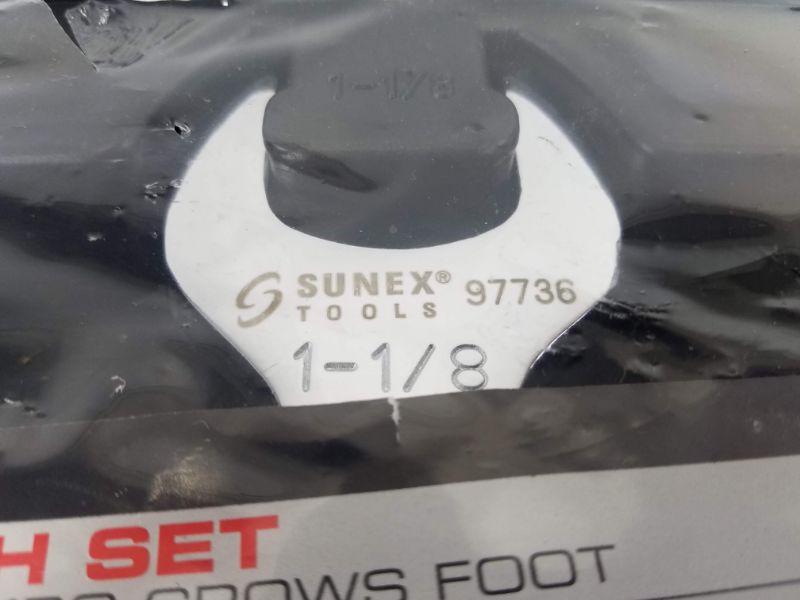 1-1/8
SUNEX® 97736
TOOLS
1-1/8
H SET
CROWS FOOT